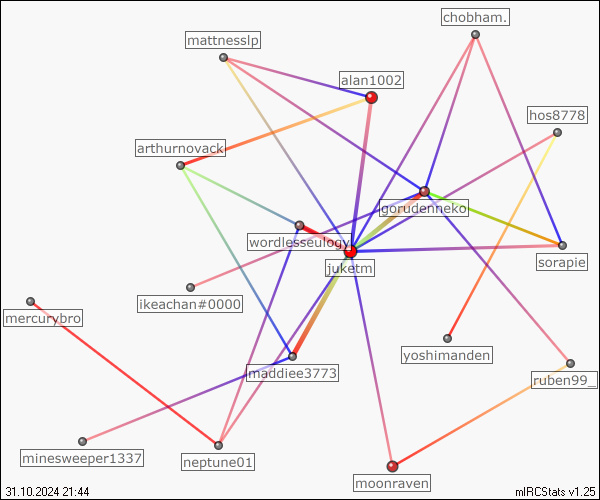 chobham.
mattnesslp
alan1002
hos8778
arthurnovack
gorudenneko
wordlesseulogy
sorapie
juketm
ikeachan#0000
mercurybro
yoshimanden
maddiee3773
ruben99_
minesweeper1337
neptune01
moonraven
31.10.2024 21:44
mIRCStats v1.25